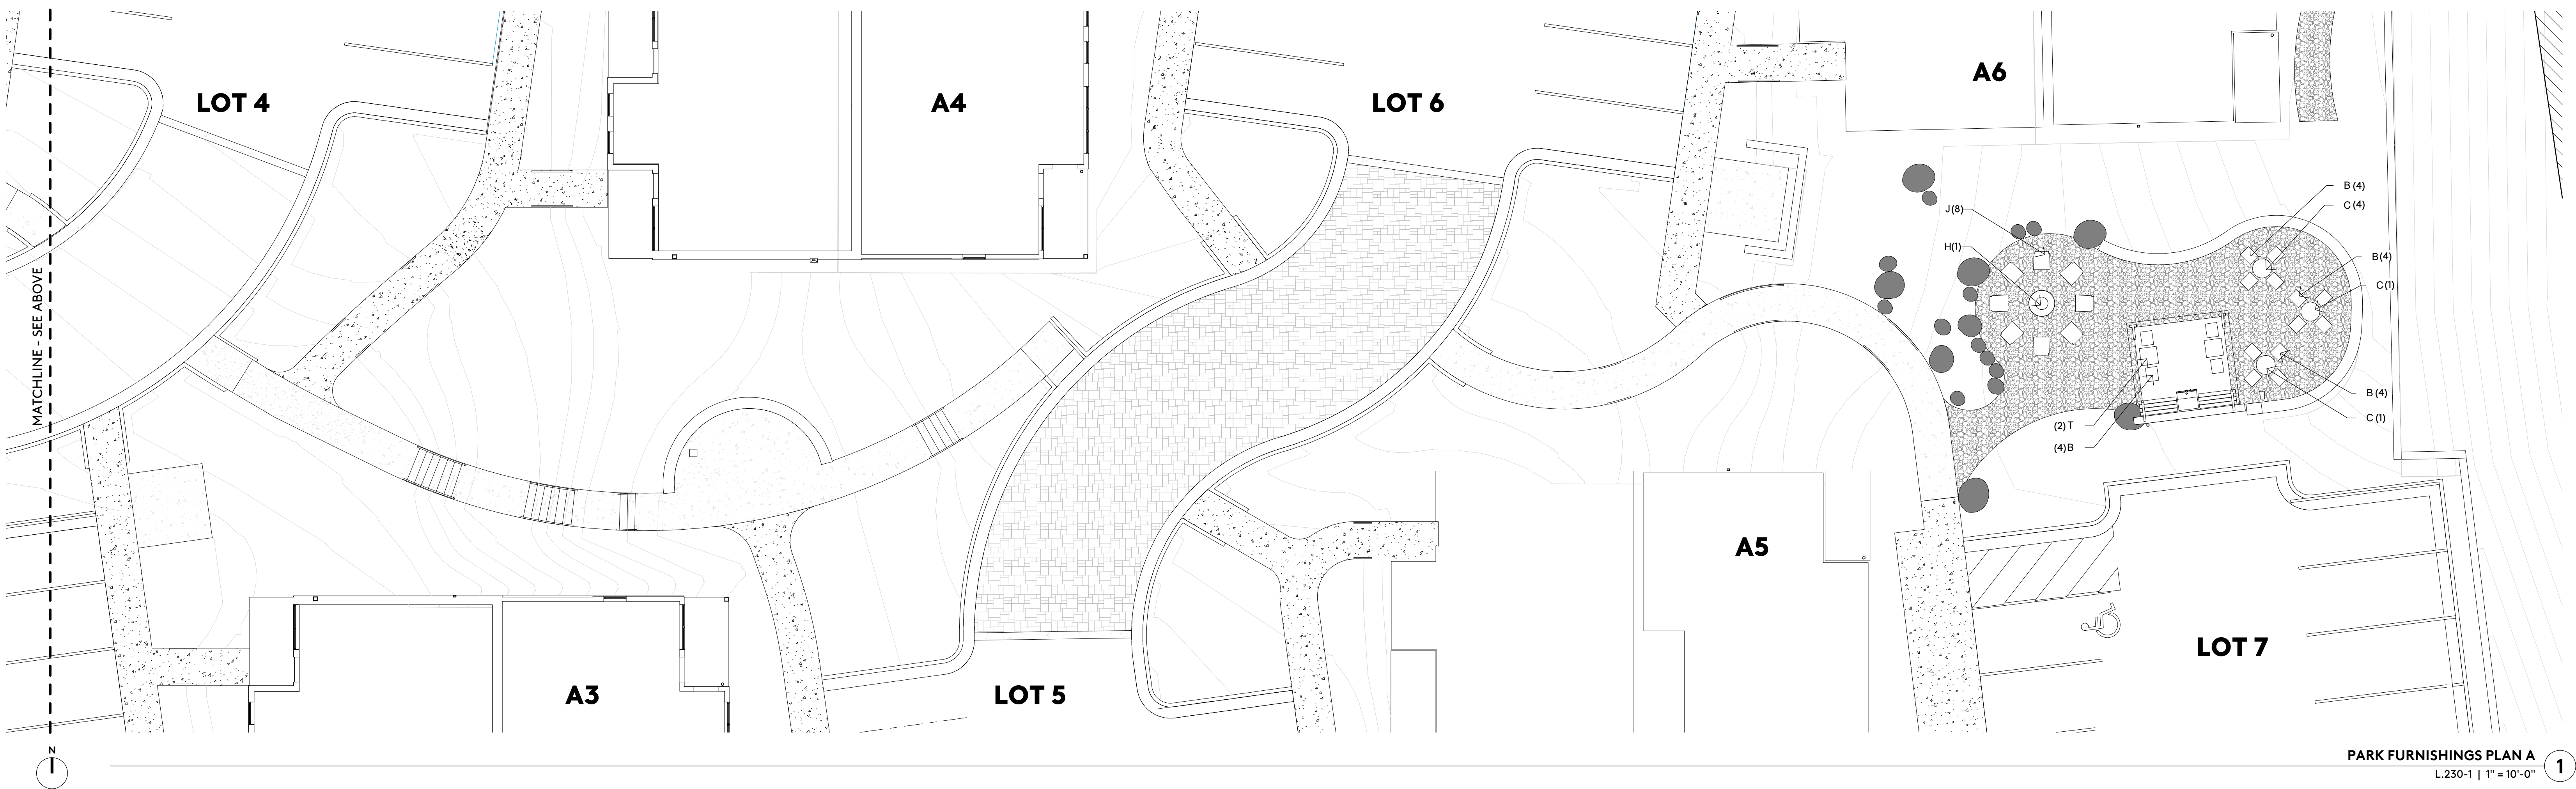 LOT 4
A4
LOT 6
A6
B (4)
C (4)
J(8)
H(1)
B(4)
C(1)
MATCHLINE - SEE ABOVE
B (4)
C (1)
(2) T
(4)B
A5
LOT 7
A3
LOT 5
N
PARK FURNISHINGS PLAN A
L.230-1 | 1" = 10'-0"
1